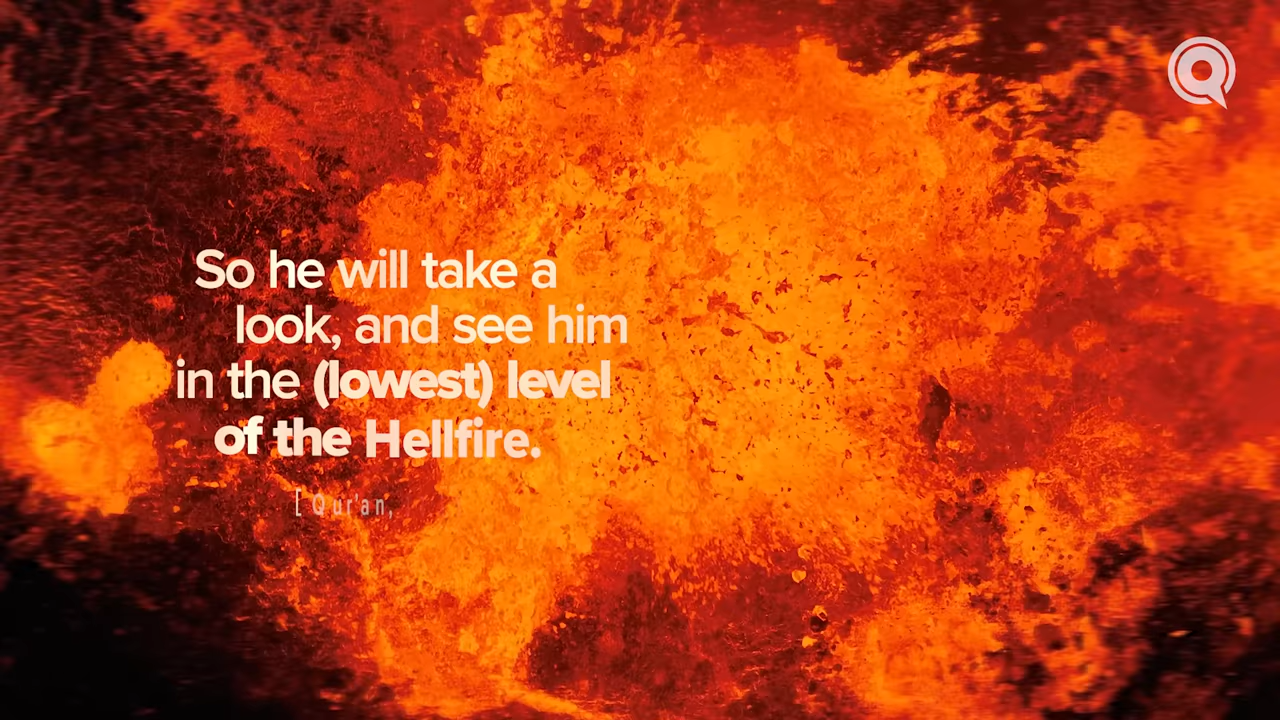 So he will take a
look, and see him
in the (lowest) level
of the Hellfire.
[Qur'an,